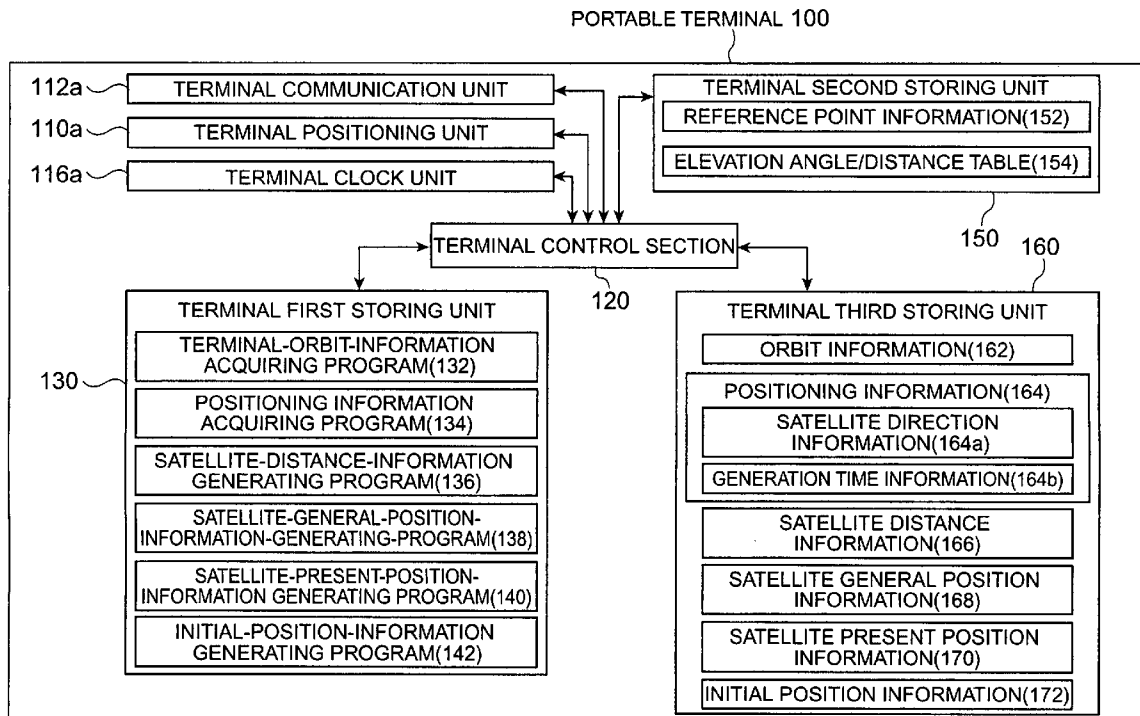 PORTABLE TERMINAL 100
112a
TERMINAL COMMUNICATION UNIT
110a
TERMINAL POSITIONING UNIT
116a
TERMINAL CLOCK UNIT
TERMINAL SECOND STORING UNIT
REFERENCE POINT INFORMATION(152)
ELEVATION ANGLE/DISTANCE TABLE(154)
150
TERMINAL CONTROL SECTION
120
130
TERMINAL FIRST STORING UNIT
TERMINAL-ORBIT-INFORMATION
ACQUIRING PROGRAM(132)
POSITIONING INFORMATION
ACQUIRING PROGRAM(134)
SATELLITE-DISTANCE-INFORMATION
GENERATING PROGRAM(136)
SATELLITE-GENERAL-POSITION-
INFORMATION-GENERATING-PROGRAM(138)
SATELLITE-PRESENT-POSITION-
INFORMATION GENERATING PROGRAM(140)
INITIAL-POSITION-INFORMATION
GENERATING PROGRAM(142)
160
TERMINAL THIRD STORING UNIT
ORBIT INFORMATION(162)
POSITIONING INFORMATION(164)
SATELLITE DIRECTION
INFORMATION(164a)
GENERATION TIME INFORMATION(164b)
SATELLITE DISTANCE
INFORMATION(166)
SATELLITE GENERAL POSITION
INFORMATION(168)
SATELLITE PRESENT POSITION
INFORMATION(170)
INITIAL POSITION INFORMATION(172)